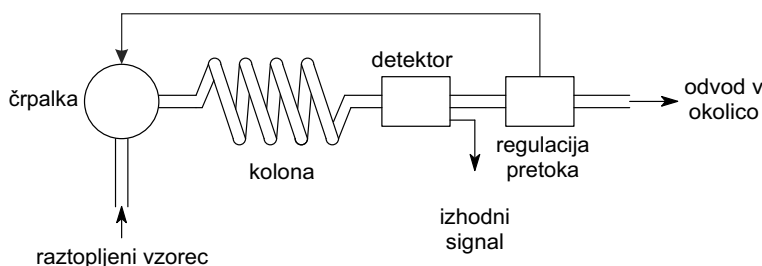 črpalka
kolona
detektor
regulacija
pretoka
odvod v
okolico
izhodni
signal
raztopljeni vzorec